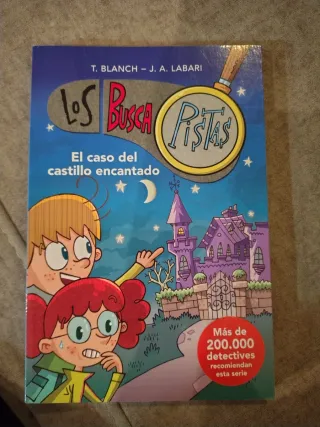 T. BLANCH – J. A. LABARI
LOS BUSCA PISTAS
El caso del
castillo encantado
Más de
200.000
detectives
recomiendan
esta serie